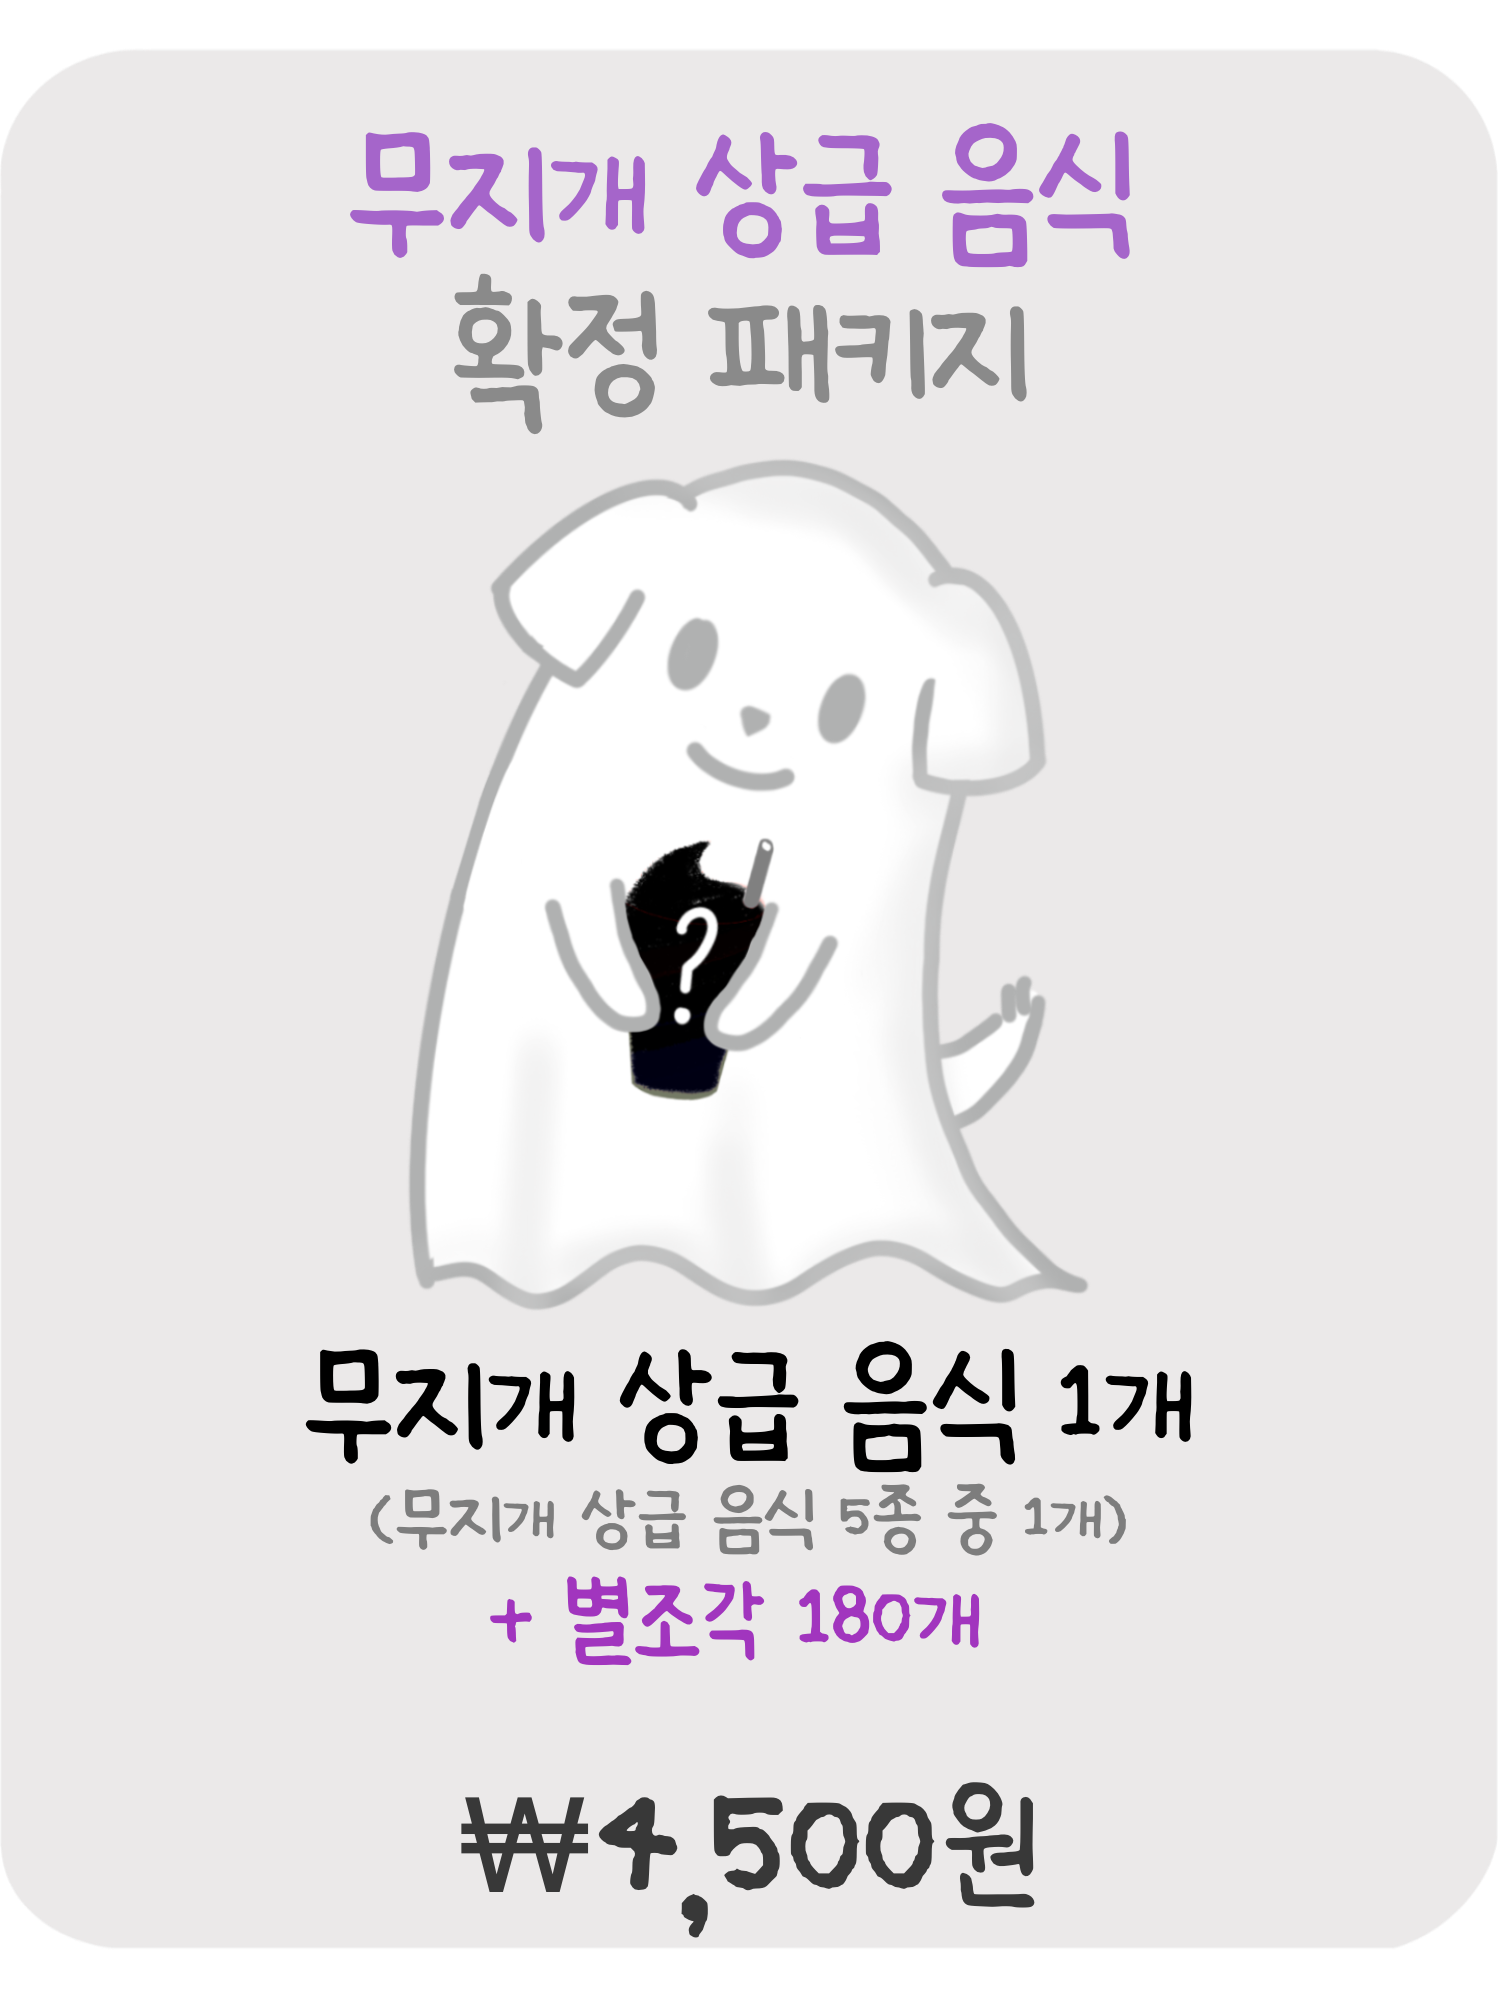 무지개 상급 음식
확정 패키지
?
무지개 상급 음식 1개
(무지개 상급 음식 5종 중 1개)
+ 별조각 180개
₩4,500원